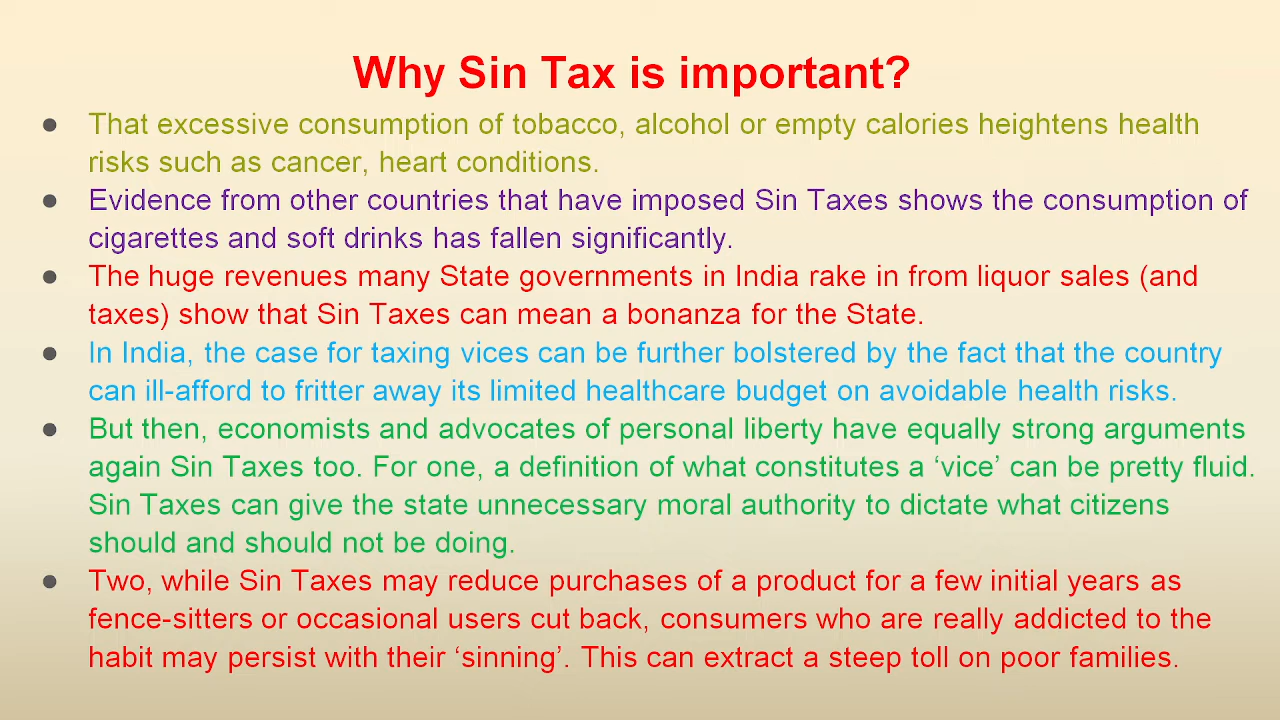 Why Sin Tax is important?
● That excessive consumption of tobacco, alcohol or empty calories heightens health
risks such as cancer, heart conditions.
● Evidence from other countries that have imposed Sin Taxes shows the consumption of
cigarettes and soft drinks has fallen significantly.
● The huge revenues many State governments in India rake in from liquor sales (and
taxes) show that Sin Taxes can mean a bonanza for the State.
● In India, the case for taxing vices can be further bolstered by the fact that the country
can ill-afford to fritter away its limited healthcare budget on avoidable health risks.
● But then, economists and advocates of personal liberty have equally strong arguments
again Sin Taxes too. For one, a definition of what constitutes a ‘vice’ can be pretty fluid.
Sin Taxes can give the state unnecessary moral authority to dictate what citizens
should and should not be doing.
● Two, while Sin Taxes may reduce purchases of a product for a few initial years as
fence-sitters or occasional users cut back, consumers who are really addicted to the
habit may persist with their ‘sinning’. This can extract a steep toll on poor families.